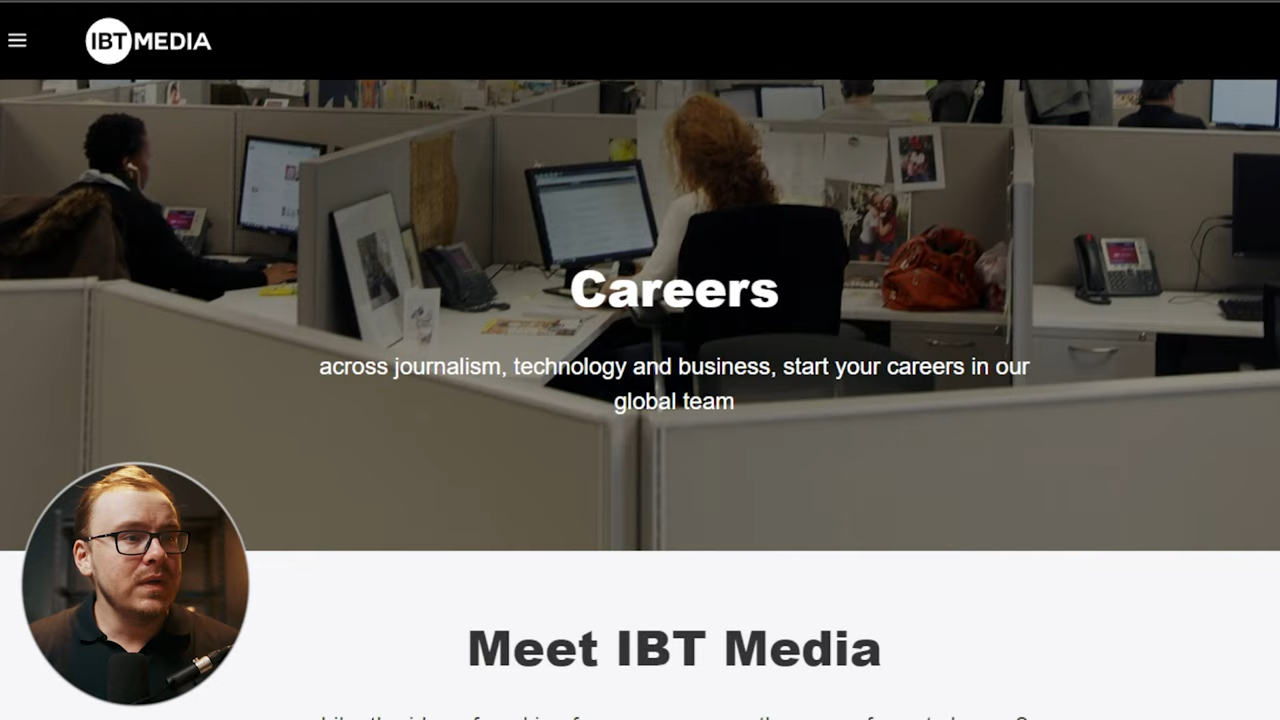 IBT MEDIA
Careers
across journalism, technology and business, start your careers in our
global team
Meet IBT Media